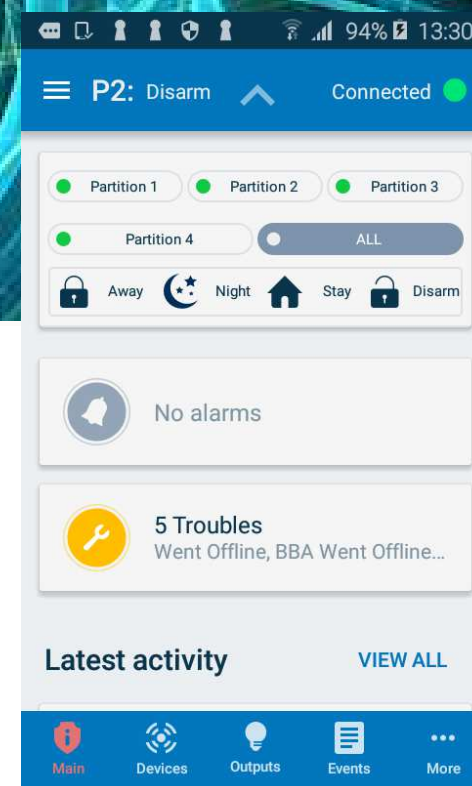 94% 13:30
P2: Disarm Connected
Partition 1 Partition 2 Partition 3
Partition 4 ALL
Away Night Stay Disarm
No alarms
5 Troubles
Went Offline, BBA Went Offline...
Latest activity VIEW ALL
Main Devices Outputs Events More